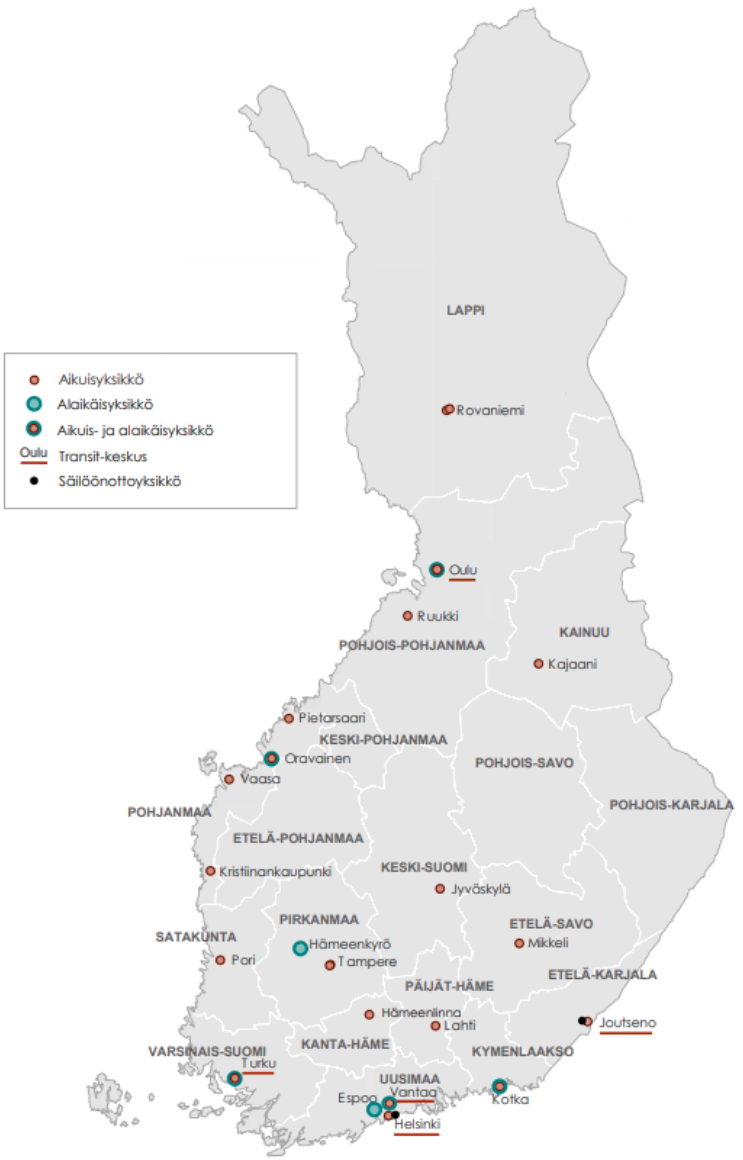 LAPPI
Aikuisyksikkö
Alaikäisyksikkö
Rovaniemi
Aikuis- ja alaikäisyksikkö
Oulu Transit-keskus
Säilöönottoyksikkö
Oulu
Ruukki
KAINUU
POHJOIS-POHJANMAA
Kajaani
Pietarsaari
KESKI-POHJANMAA
Oravainen
POHJOIS-SAVO
Vaasa
POHJOIS-KARJALA
POHJANMAA
ETELÄ-POHJANMAA
KESKI-SUOMI
Kristiinankaupunki
Jyväskylä
PIRKANMAA
ETELÄ-SAVO
SATAKUNTA
Hämeenkyrö
Mikkeli
Pori
Tampere
ETELÄ-KARJALA
PÄIJÄT-HÄME
Hämeenlinna
Lahti
Joutseno
KANTA-HÄME
VARSINAIS-SUOMI
KYMENLAAKSO
Turku
UUSIMAA
Vantaa
Espoo
Kotka
Helsinki